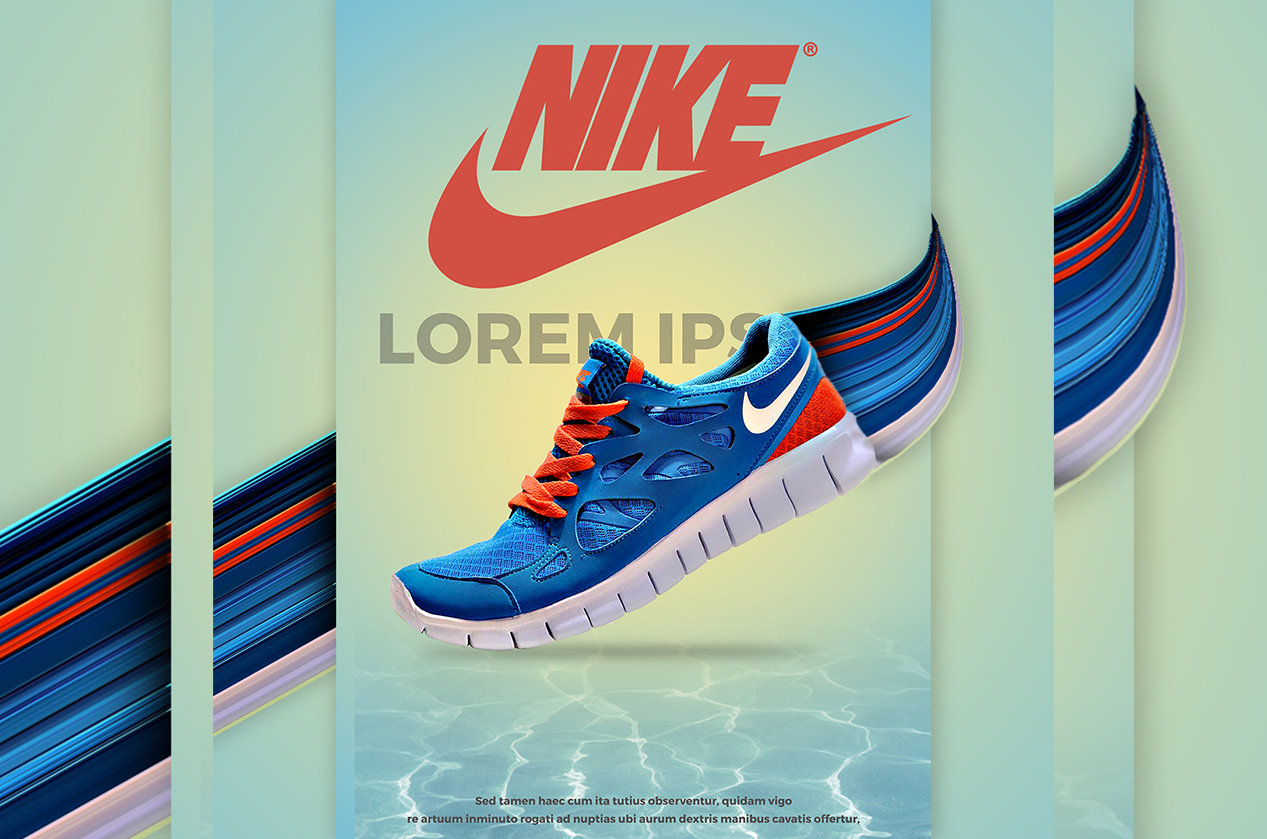 NIKE®
LOREM IPS
Sed tamen haec cum ita tutius observentur, quidam vigo
re artuum inminuto rogati ad nuptias ubi aurum dextris manibus cavatis offertur,